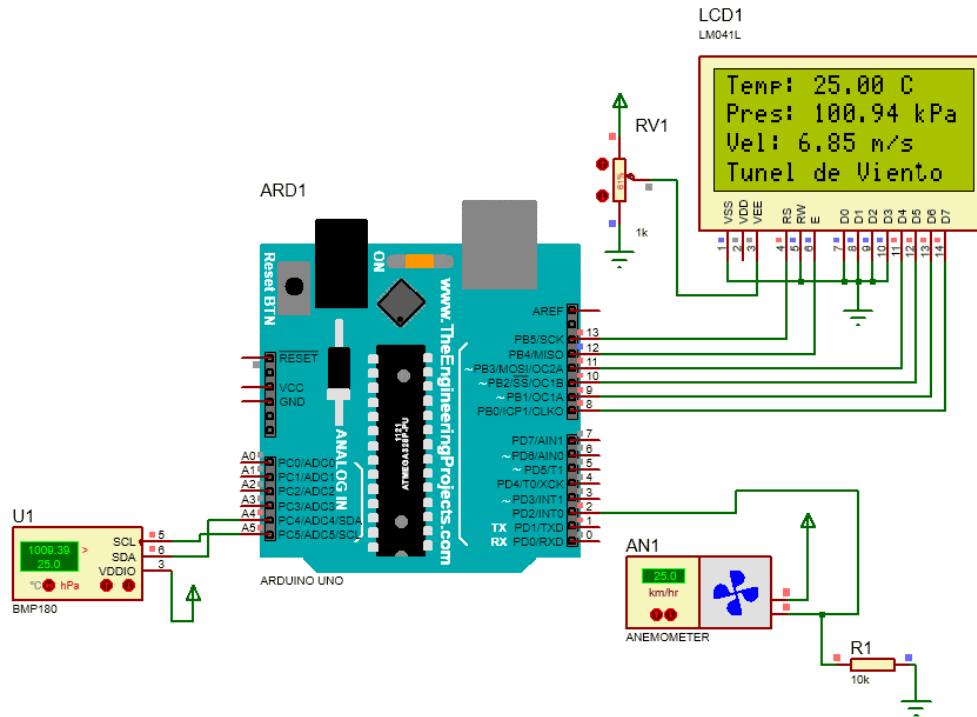 LCD1
LM041L
Temp: 25.00 C
Pres: 100.94 kPa
Vel: 6.85 m/s
Tunel de Viento
VSS
VDD
VEE
RS
RW
E
D0
D1
D2
D3
D4
D5
D6
D7
1
2
3
4
5
6
7
8
9
10
11
12
13
14
RV1
61%
1k
ARD1
Reset BTN
ON
www.TheEngineeringProjects.com
ANALOG IN
1121
ATMEGA328P-PU
RESET
VCC
GND
A0 PC0/ADC0
A1 PC1/ADC1
A2 PC2/ADC2
A3 PC3/ADC3
A4 PC4/ADC4/SDA
A5 PC5/ADC5/SCL
AREF
PB5/SCK 13
PB4/MISO 12
~PB3/MOSI/OC2A 11
~PB2/SS/OC1B 10
~PB1/OC1A 9
PB0/ICP1/CLKO 8
PD7/AIN1 7
~PD6/AIN0 6
~PD5/T1 5
PD4/T0/XCK 4
~PD3/INT1 3
PD2/INT0 2
TX PD1/TXD 1
RX PD0/RXD 0
ARDUINO UNO
U1
1009.39 >
25.0
°C hPa
SCL 5
SDA 6
VDDIO 3
BMP180
AN1
25.0
km/hr
ANEMOMETER
R1
10k